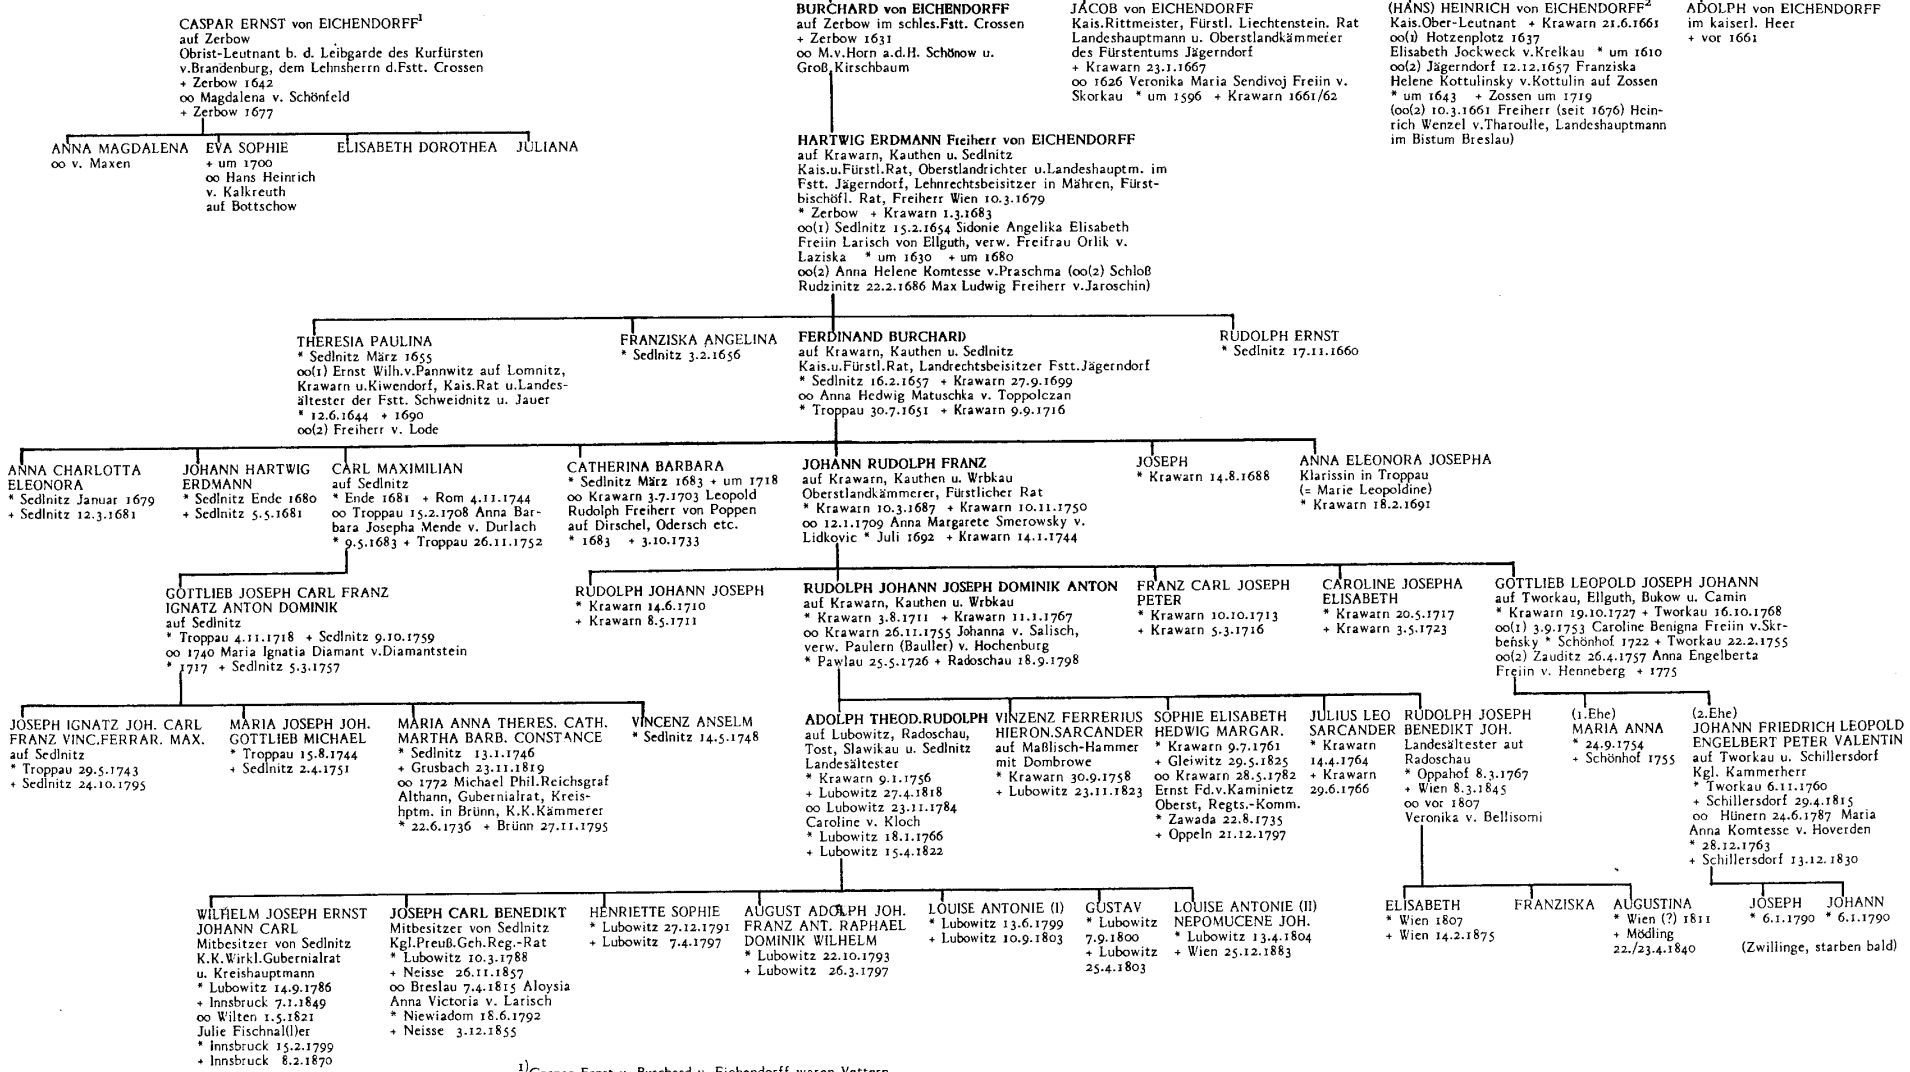 CASPAR ERNST von EICHENDORFF¹
auf Zerbow
Obrist-Leutnant b. d. Leibgarde des Kurfürsten
v.Brandenburg, dem Lehnsherrn d.Fstt. Crossen
+ Zerbow 1642
oo Magdalena v. Schönfeld
+ Zerbow 1677
BURCHARD von EICHENDORFF
auf Zerbow im schles.Fstt. Crossen
+ Zerbow 1631
oo M.v.Horn a.d.H. Schönow u.
Groß Kirschbaum
JACOB von EICHENDORFF
Kais.Rittmeister, Fürstl. Liechtenstein. Rat
Landeshauptmann u. Oberstlandkämmerer
des Fürstentums Jägerndorf
+ Krawarn 23.1.1667
oo 1626 Veronika Maria Sendivoj Freiin v.
Skorkau * um 1596 + Krawarn 1661/62
(HANS) HEINRICH von EICHENDORFF²
Kais.Ober-Leutnant + Krawarn 21.6.1661
oo(1) Hotzenplotz 1637
Elisabeth Jockweck v.Krelkau * um 1610
oo(2) Jägerndorf 12.12.1657 Franziska
Helene Kottulinsky v.Kottulin auf Zossen
* um 1643 + Zossen um 1719
(oo(2) 10.3.1661 Freiherr (seit 1676) Hein-
rich Wenzel v.Tharoulle, Landeshauptmann
im Bistum Breslau)
ADOLPH von EICHENDORFF
im kaiserl. Heer
+ vor 1661
ANNA MAGDALENA
oo v. Maxen
EVA SOPHIE
+ um 1700
oo Hans Heinrich
v. Kalkreuth
auf Bottschow
ELISABETH DOROTHEA
JULIANA
HARTWIG ERDMANN Freiherr von EICHENDORFF
auf Krawarn, Kauthen u. Sedlnitz
Kais.u.Fürstl.Rat, Oberstlandrichter u.Landeshauptm. im
Fstt. Jägerndorf, Lehnrechtsbeisitzer in Mähren, Fürst-
bischöfl. Rat, Freiherr Wien 10.3.1679
* Zerbow + Krawarn 1.3.1683
oo(1) Sedlnitz 15.2.1654 Sidonie Angelika Elisabeth
Freiin Larisch von Ellguth, verw. Freifrau Orlik v.
Laziska * um 1630 + um 1680
oo(2) Anna Helene Komtesse v.Praschma (oo(2) Schloß
Rudzinitz 22.2.1686 Max Ludwig Freiherr v.Jaroschin)
THERESIA PAULINA
* Sedlnitz März 1655
oo(1) Ernst Wilh.v.Pannwitz auf Lomnitz,
Krawarn u.Kiwendorf, Kais.Rat u.Landes-
ältester der Fstt. Schweidnitz u. Jauer
* 12.6.1644 + 1690
oo(2) Freiherr v. Lode
FRANZISKA ANGELINA
* Sedlnitz 3.2.1656
FERDINAND BURCHARD
auf Krawarn, Kauthen u. Sedlnitz
Kais.u.Fürstl.Rat, Landrechtsbeisitzer Fstt.Jägerndorf
* Sedlnitz 16.2.1657 + Krawarn 27.9.1699
oo Anna Hedwig Matuschka v. Toppolczan
* Troppau 30.7.1651 + Krawarn 9.9.1716
RUDOLPH ERNST
* Sedlnitz 17.11.1660
ANNA CHARLOTTA
ELEONORA
* Sedlnitz Januar 1679
+ Sedlnitz 12.3.1681
JOHANN HARTWIG
ERDMANN
* Sedlnitz Ende 1680
+ Sedlnitz 5.5.1681
CARL MAXIMILIAN
auf Sedlnitz
* Ende 1681 + Rom 4.11.1744
oo Troppau 15.2.1708 Anna Bar-
bara Josepha Mende v. Durlach
* 9.5.1683 + Troppau 26.11.1752
CATHERINA BARBARA
* Sedlnitz März 1683 + um 1718
oo Krawarn 3.7.1703 Leopold
Rudolph Freiherr von Poppen
auf Dirschel, Odersch etc.
* 1683 + 3.10.1733
JOHANN RUDOLPH FRANZ
auf Krawarn, Kauthen u. Wrbkau
Oberstlandkämmerer, Fürstlicher Rat
* Krawarn 10.3.1687 + Krawarn 10.11.1750
oo 12.1.1709 Anna Margarete Smerowsky v.
Lidkovic * Juli 1692 + Krawarn 14.1.1744
JOSEPH
* Krawarn 14.8.1688
ANNA ELEONORA JOSEPHA
Klarissin in Troppau
(= Marie Leopoldine)
* Krawarn 18.2.1691
GOTTLIEB JOSEPH CARL FRANZ
IGNATZ ANTON DOMINIK
auf Sedlnitz
* Troppau 4.11.1718 + Sedlnitz 9.10.1759
oo 1740 Maria Ignatia Diamant v.Diamantstein
* 1717 + Sedlnitz 5.3.1757
RUDOLPH JOHANN JOSEPH
* Krawarn 14.6.1710
+ Krawarn 8.5.1711
RUDOLPH JOHANN JOSEPH DOMINIK ANTON
auf Krawarn, Kauthen u. Wrbkau
* Krawarn 3.8.1711 + Krawarn 11.1.1767
oo Krawarn 26.11.1755 Johanna v. Salisch,
verw. Paulern (Bauller) v. Hochenburg
* Pawlau 25.5.1726 + Radoschau 18.9.1798
FRANZ CARL JOSEPH
PETER
* Krawarn 10.10.1713
+ Krawarn 5.3.1716
CAROLINE JOSEPHA
ELISABETH
* Krawarn 20.5.1717
+ Krawarn 3.5.1723
GOTTLIEB LEOPOLD JOSEPH JOHANN
auf Tworkau, Ellguth, Bukow u. Camin
* Krawarn 19.10.1727 + Tworkau 16.10.1768
oo(1) 3.9.1753 Caroline Benigna Freiin v.Skr-
beńsky * Schönhof 1722 + Tworkau 22.2.1755
oo(2) Zauditz 26.4.1757 Anna Engelberta
Freiin v. Henneberg + 1775
JOSEPH IGNATZ JOH. CARL
FRANZ VINC.FERRAR. MAX.
auf Sedlnitz
* Troppau 29.5.1743
+ Sedlnitz 24.10.1795
MARIA JOSEPH JOH.
GOTTLIEB MICHAEL
* Troppau 15.8.1744
+ Sedlnitz 2.4.1751
MARIA ANNA THERES. CATH.
MARTHA BARB. CONSTANCE
* Sedlnitz 13.1.1746
+ Grusbach 23.11.1819
oo 1772 Michael Phil.Reichsgraf
Althann, Gubernialrat, Kreis-
hptm. in Brünn, K.K.Kämmerer
* 22.6.1736 + Brünn 27.11.1795
VINCENZ ANSELM
* Sedlnitz 14.5.1748
ADOLPH THEOD.RUDOLPH
auf Lubowitz, Radoschau,
Tost, Slawikau u. Sedlnitz
Landesältester
* Krawarn 9.1.1756
+ Lubowitz 27.4.1818
oo Lubowitz 23.11.1784
Caroline v. Kloch
* Lubowitz 18.1.1766
+ Lubowitz 15.4.1822
VINZENZ FERRERIUS
HIERON.SARCANDER
auf Maßlisch-Hammer
mit Dombrowe
* Krawarn 30.9.1758
+ Lubowitz 23.11.1823
SOPHIE ELISABETH
HEDWIG MARGAR.
* Krawarn 9.7.1761
+ Gleiwitz 29.5.1825
oo Krawarn 28.5.1782
Ernst Fd.v.Kaminietz
Oberst, Regts.-Komm.
* Zawada 22.8.1735
+ Oppeln 21.12.1797
JULIUS LEO
SARCANDER
* Krawarn
14.4.1764
+ Krawarn
29.6.1766
RUDOLPH JOSEPH
BENEDIKT JOH.
Landesältester auf
Radoschau
* Oppahof 8.3.1767
+ Wien 8.3.1845
oo vor 1807
Veronika v. Bellisomi
(1.Ehe)
MARIA ANNA
* 24.9.1754
+ Schönhof 1755
(2.Ehe)
JOHANN FRIEDRICH LEOPOLD
ENGELBERT PETER VALENTIN
auf Tworkau u. Schillersdorf
Kgl. Kammerherr
* Tworkau 6.11.1760
+ Schillersdorf 29.4.1815
oo Hünern 24.6.1787 Maria
Anna Komtesse v. Hoverden
* 28.12.1763
+ Schillersdorf 13.12.1830
WILHELM JOSEPH ERNST
JOHANN CARL
Mitbesitzer von Sedlnitz
K.K.Wirkl.Gubernialrat
u. Kreishauptmann
* Lubowitz 14.9.1786
+ Innsbruck 7.1.1849
oo Wilten 1.5.1821
Julie Fischnal(l)er
* Innsbruck 15.2.1799
+ Innsbruck 8.2.1870
JOSEPH CARL BENEDIKT
Mitbesitzer von Sedlnitz
Kgl.Preuß.Geh.Reg.-Rat
* Lubowitz 10.3.1788
+ Neisse 26.11.1857
oo Breslau 7.4.1815 Aloysia
Anna Victoria v. Larisch
* Niewiadom 18.6.1792
+ Neisse 3.12.1855
HENRIETTE SOPHIE
* Lubowitz 27.12.1791
+ Lubowitz 7.4.1797
AUGUST ADOLPH JOH.
FRANZ ANT. RAPHAEL
DOMINIK WILHELM
* Lubowitz 22.10.1793
+ Lubowitz 26.3.1797
LOUISE ANTONIE (I)
* Lubowitz 13.6.1799
+ Lubowitz 10.9.1803
GUSTAV
* Lubowitz
7.9.1800
+ Lubowitz
25.4.1803
LOUISE ANTONIE (II)
NEPOMUCENE JOH.
* Lubowitz 13.4.1804
+ Wien 25.12.1883
ELISABETH
* Wien 1807
+ Wien 14.2.1875
FRANZISKA
AUGUSTINA
* Wien (?) 1811
+ Mödling
22./23.4.1840
JOSEPH
* 6.1.1790
JOHANN
* 6.1.1790
(Zwillinge, starben bald)
1) Caspar Ernst u. Burchard v. Eichendorff waren Vettern